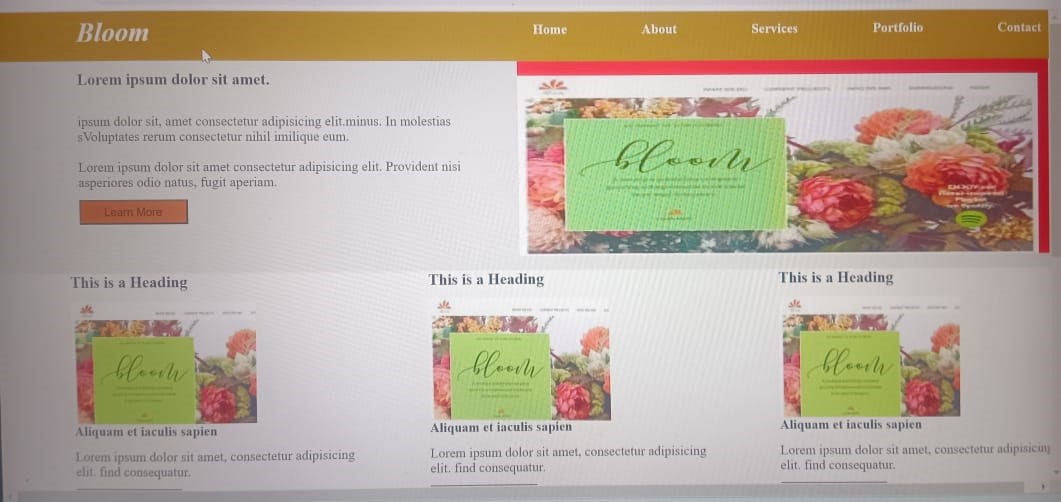 Bloom
Home About Services Portfolio Contact
Lorem ipsum dolor sit amet.
ipsum dolor sit, amet consectetur adipisicing elit.minus. In molestias
sVoluptates rerum consectetur nihil imilique eum.
Lorem ipsum dolor sit amet consectetur adipisicing elit. Provident nisi
asperiores odio natus, fugit aperiam.
Learn More
bloom
ENJOY our
This is a Heading
bloom
Aliquam et iaculis sapien
Lorem ipsum dolor sit amet, consectetur adipisicing
elit. find consequatur.
This is a Heading
bloom
Aliquam et iaculis sapien
Lorem ipsum dolor sit amet, consectetur adipisicing
elit. find consequatur.
This is a Heading
bloom
Aliquam et iaculis sapien
Lorem ipsum dolor sit amet, consectetur adipisicing
elit. find consequatur.